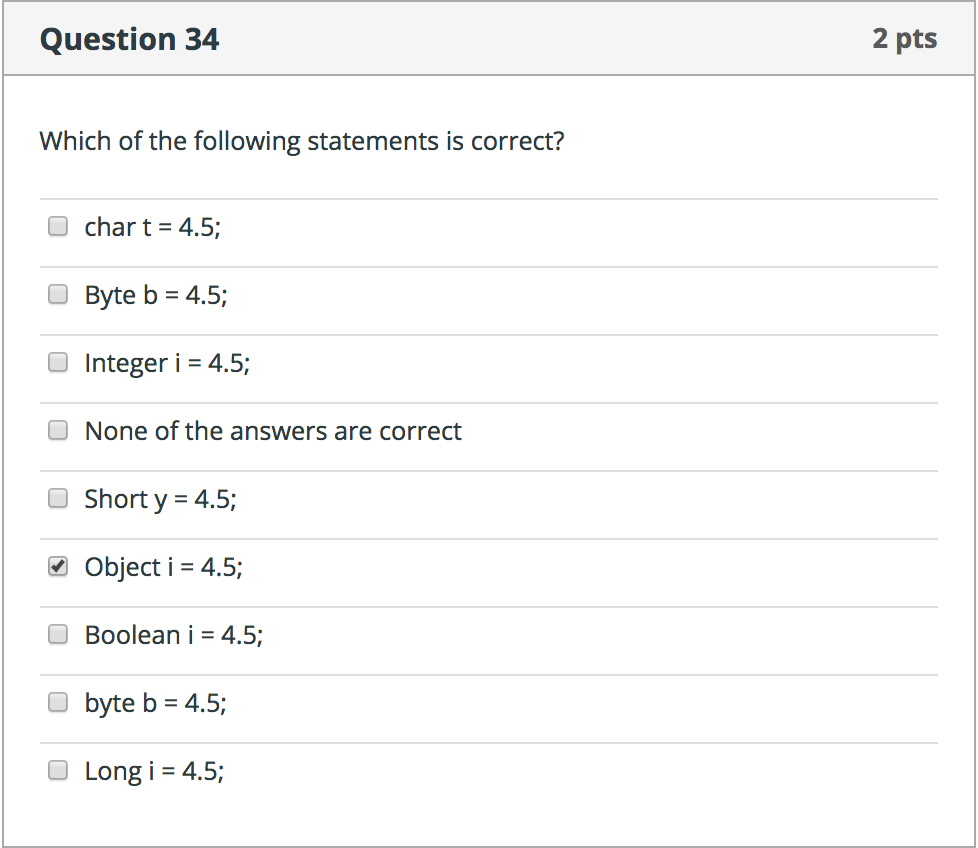 Question 34
2 pts
Which of the following statements is correct?
char t = 4.5;
Byte b = 4.5;
Integer i = 4.5;
None of the answers are correct
Short y = 4.5;
Object i = 4.5;
Boolean i = 4.5;
byte b = 4.5;
Long i = 4.5;